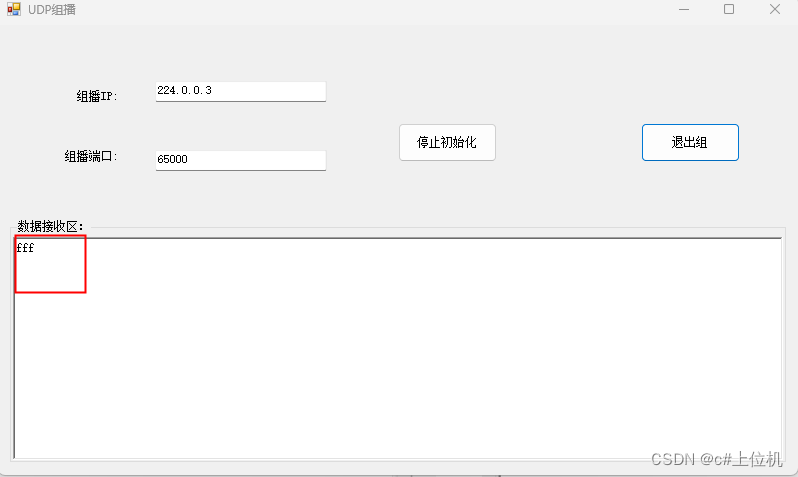 UDP组播
组播IP:
224.0.0.3
组播端口:
65000
停止初始化
退出组
数据接收区:
fff
CSDN @c#上位机